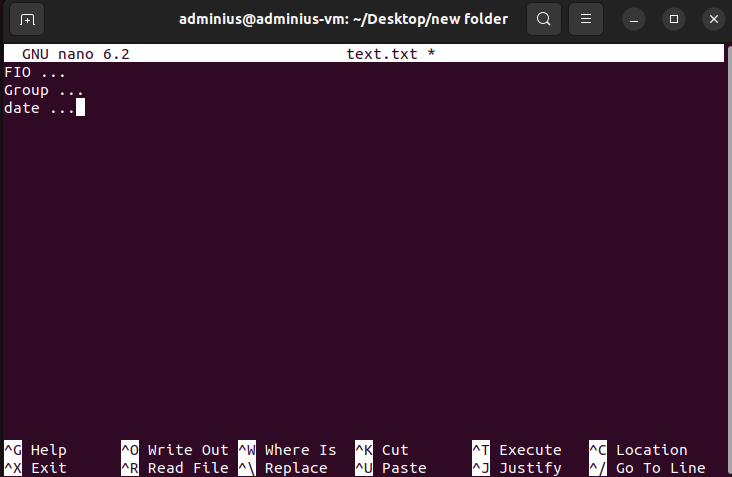 adminius@adminius-vm: ~/Desktop/new folder
GNU nano 6.2 text.txt *
FIO ...
Group ...
date ...
^G Help ^O Write Out ^W Where Is ^K Cut ^T Execute ^C Location
^X Exit ^R Read File ^\ Replace ^U Paste ^J Justify ^/ Go To Line